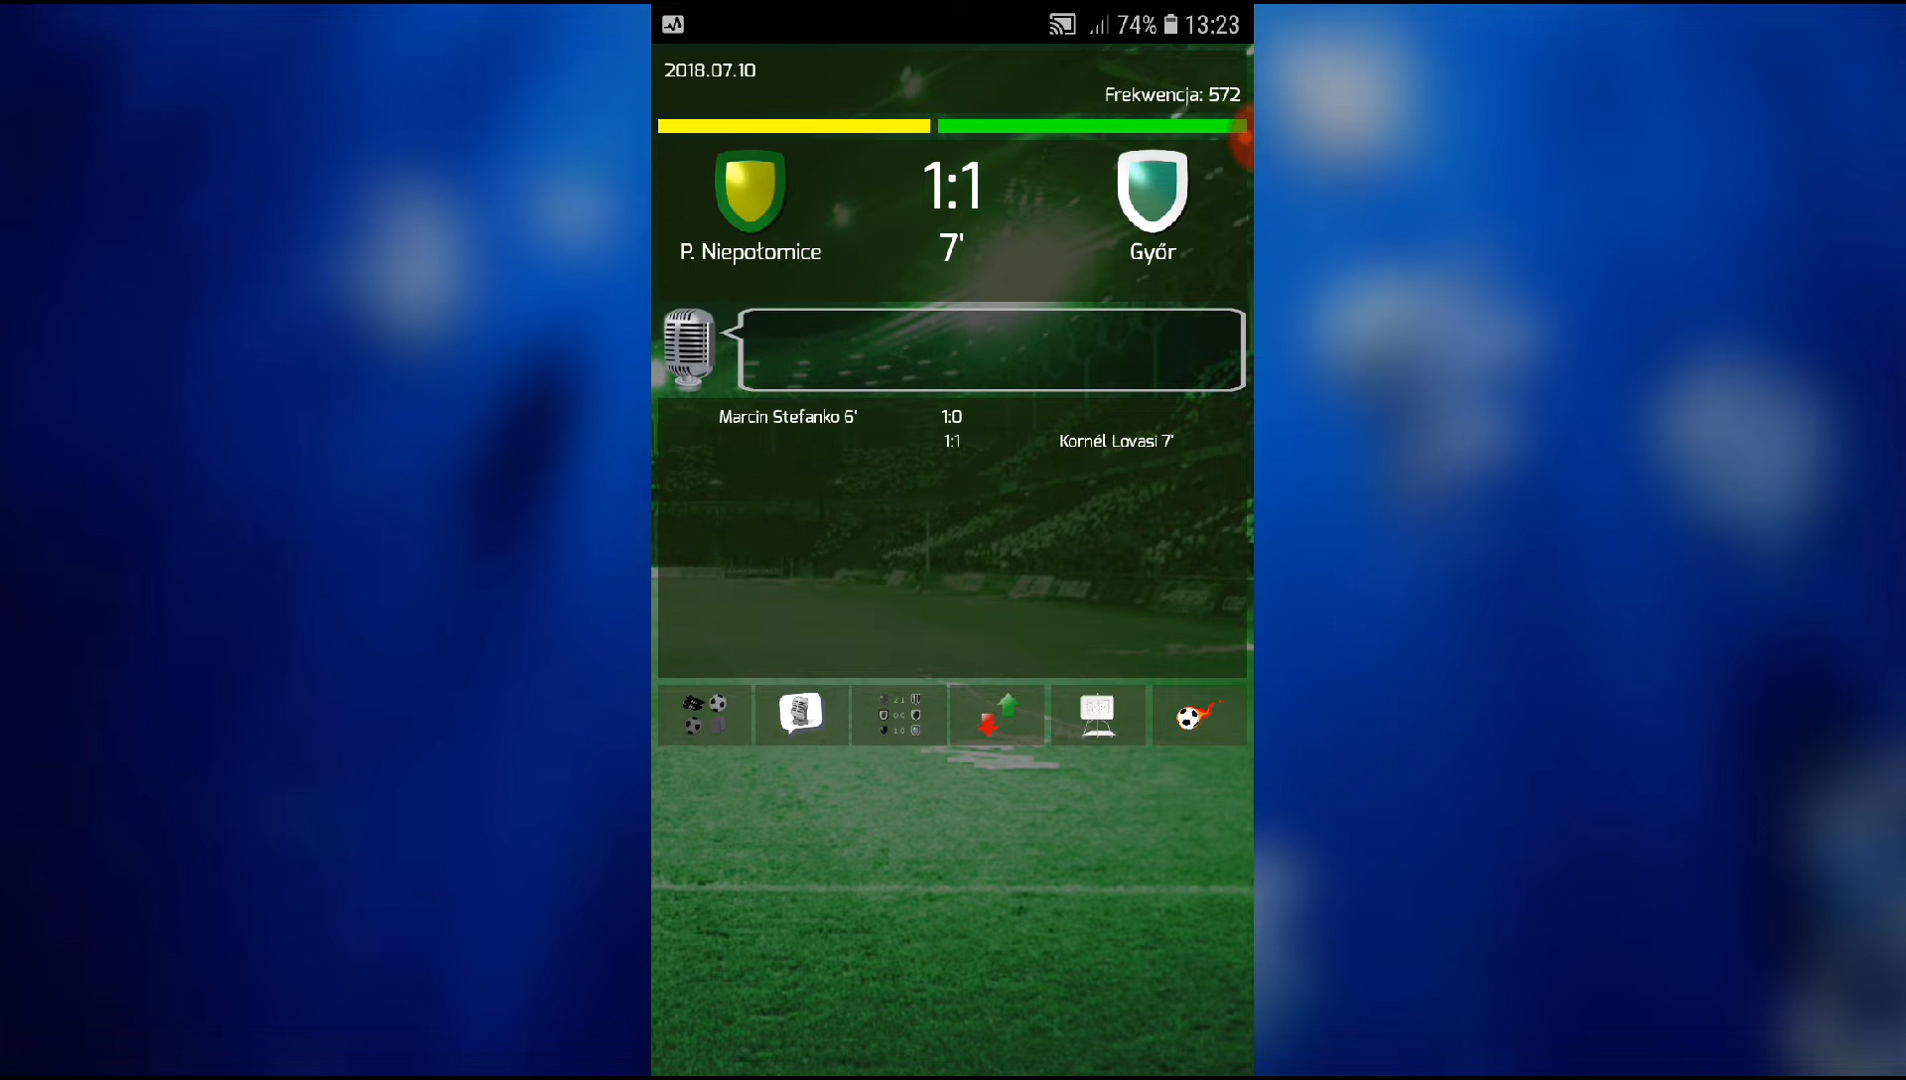 74% 13:23
2018.07.10
Frekwencja: 572
1:1
7'
P. Niepołomice
Győr
Marcin Stefanko 6' 1:0
1:1 Kornél Lovasi 7'